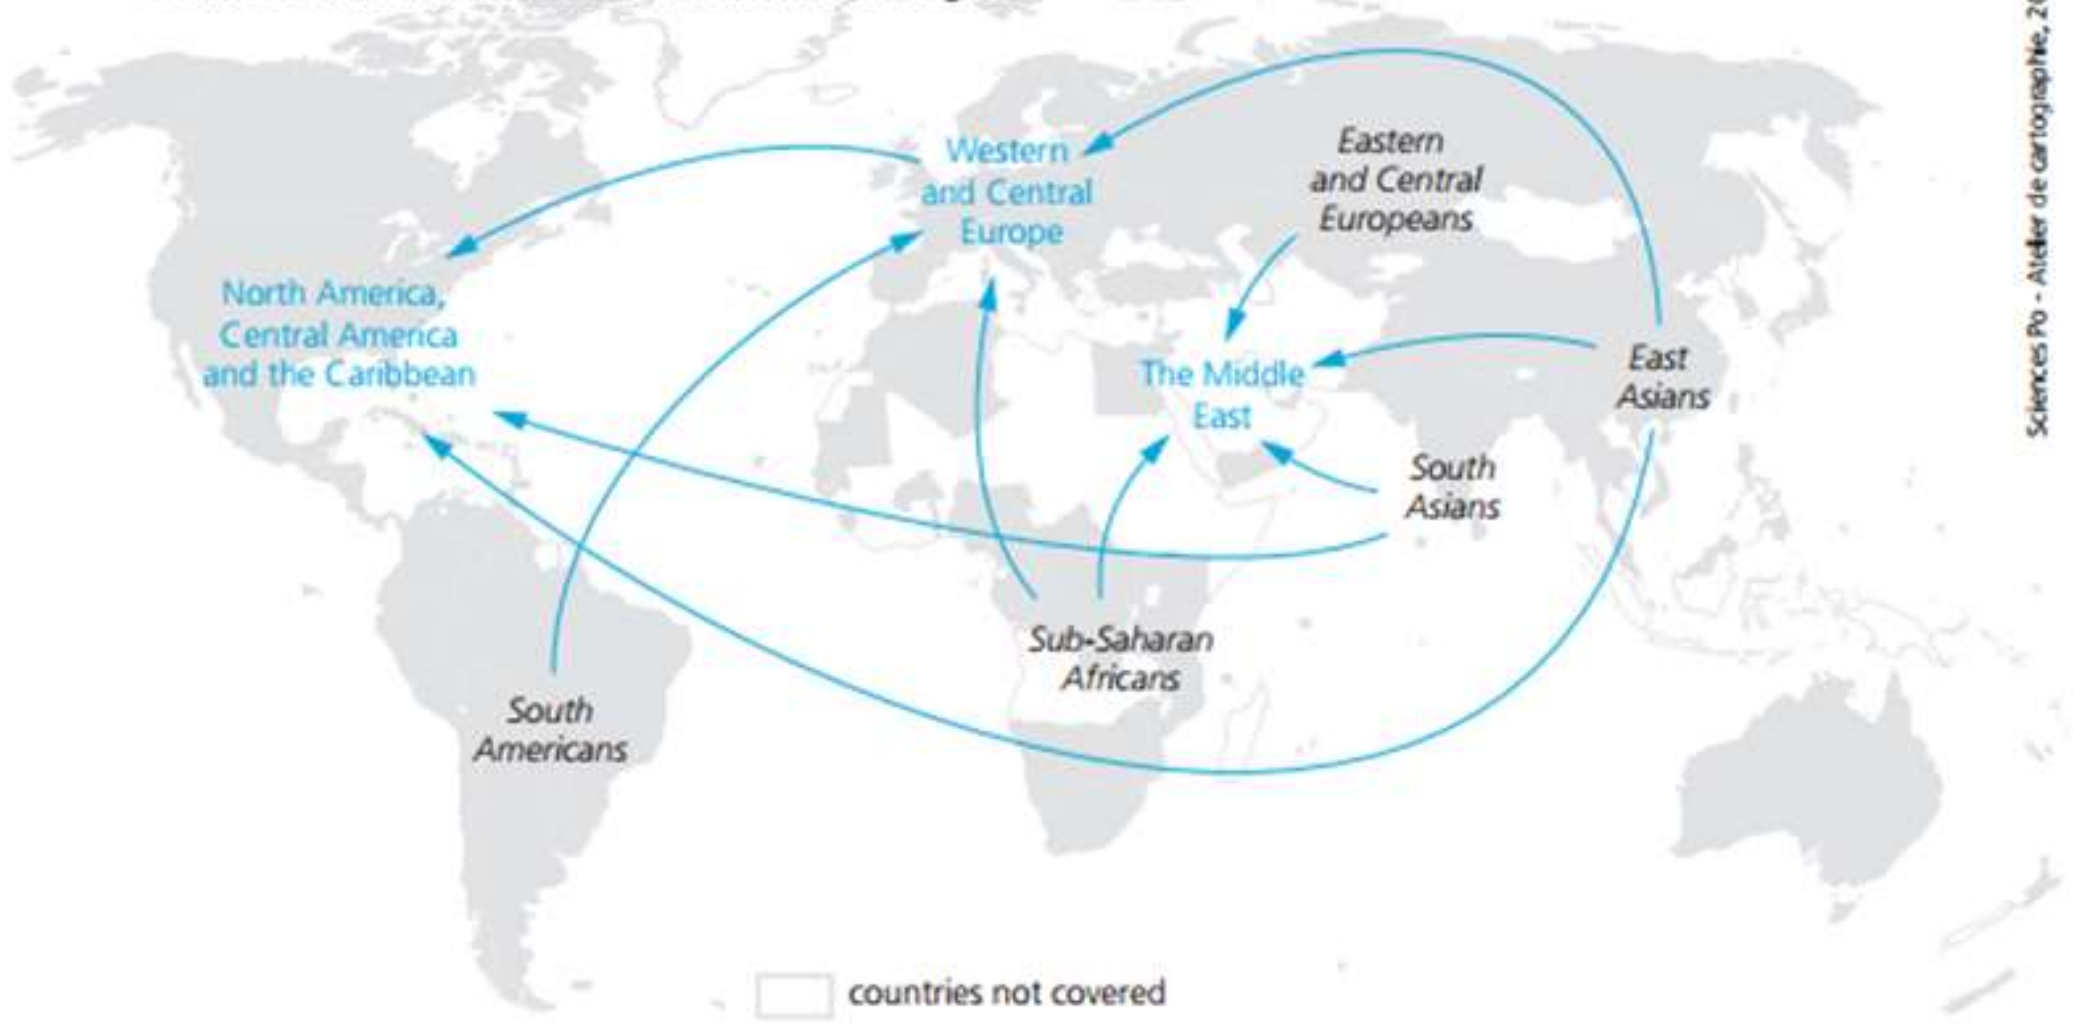 Western
and Central
Europe
Eastern
and Central
Europeans
North America,
Central America
and the Caribbean
The Middle
East
East
Asians
South
Asians
Sub-Saharan
Africans
South
Americans
countries not covered
Sciences Po - Atelier de cartographie,